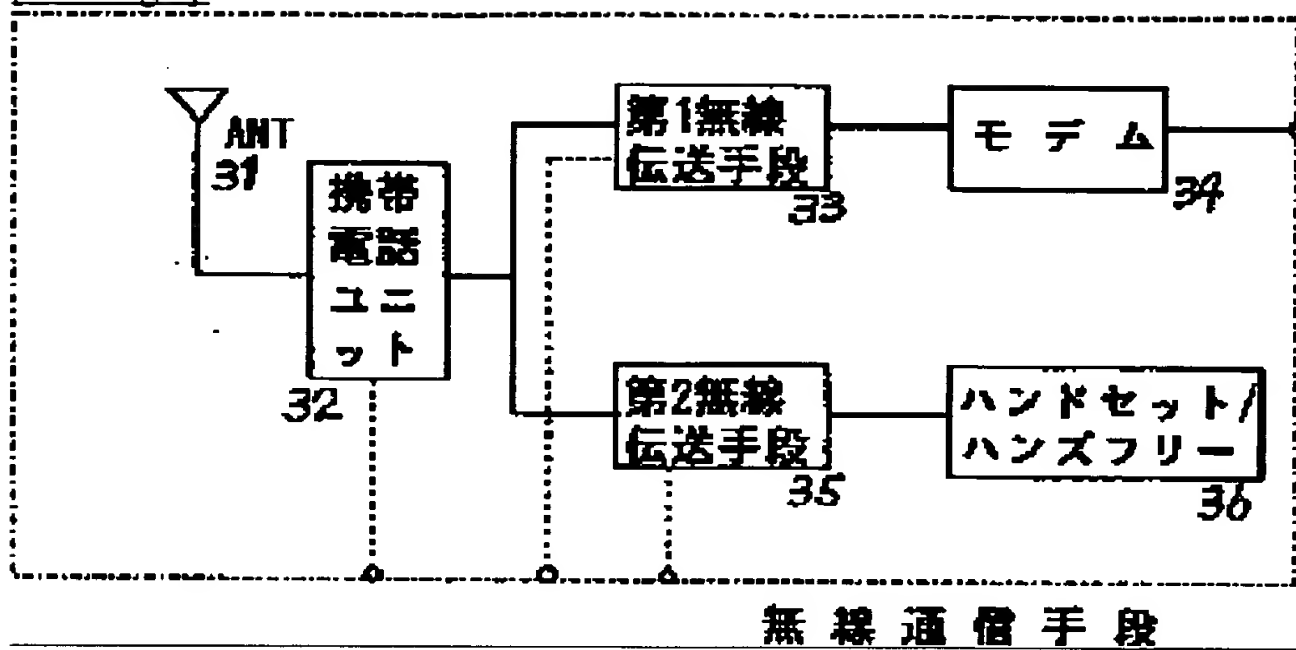 ANT
31
携帯
電話
ユニ
ット
32
第1無線
伝送手段
33
モデム
34
第2無線
伝送手段
35
ハンドセット/
ハンズフリー
36
無線通信手段